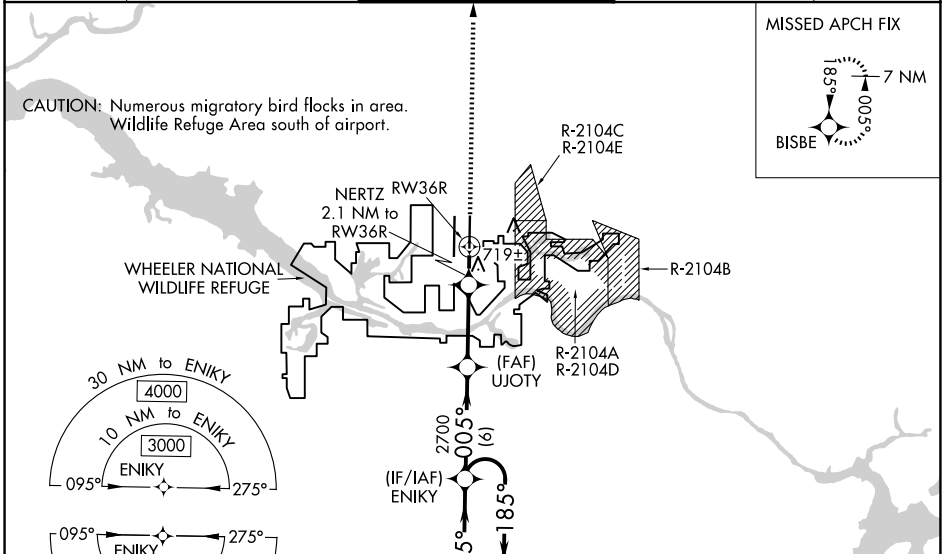 MISSED APCH FIX
185°
7 NM
005°
BISBE
CAUTION: Numerous migratory bird flocks in area.
Wildlife Refuge Area south of airport.
R-2104C
R-2104E
NERTZ
2.1 NM to
RW36R
RW36R
719±
WHEELER NATIONAL
WILDLIFE REFUGE
R-2104B
R-2104A
R-2104D
(FAF)
UJOTY
30 NM to ENIKY
4000
10 NM to ENIKY
3000
ENIKY
095°
275°
2700
005°
(6)
(IF/IAF)
ENIKY
185°
095°
275°
ENIKY
5°